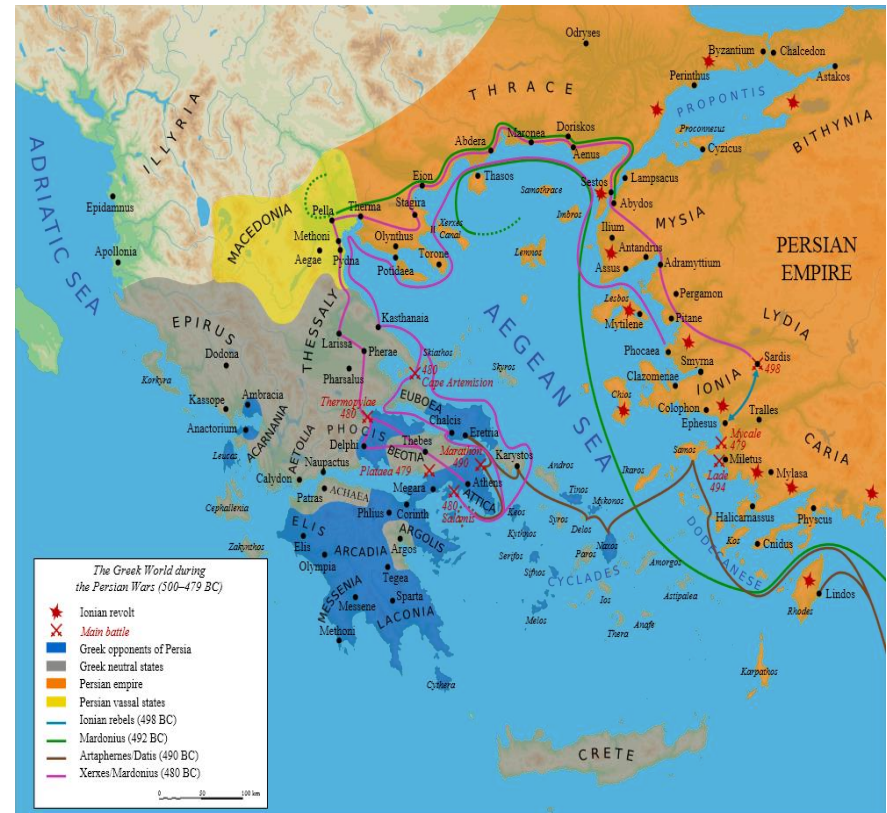 Odryses
Byzantium
Chalcedon
Perinthus
Astakos
THRACE
PROPONTIS
BITHYNIA
Proconnesus
Cyzicus
ILLYRIA
ADRIATIC SEA
Doriskos
Maronea
Abdera
Aenus
Eion
Thasos
Samothrace
Sestos
Lampsacus
Abydos
Imbros
MYSIA
Epidamnus
Apollonia
MACEDONIA
Pella
Therma
Stagira
Xerxes
Canal
Methoni
Olynthus
Aegae
Pydna
Potidaea
Torone
Ilium
Antandrus
Assus
Adramyttium
Lemnos
PERSIAN
EMPIRE
Pergamon
Lesbos
Mytilene
Pitane
LYDIA
EPIRUS
THESSALY
Kasthanaia
Larissa
Pherae
Dodona
Korkyra
Pharsalus
Skiathos
480
Cape Artemision
Skyros
AEGEAN SEA
Phocaea
Smyrna
Sardis
498
Clazomenae
IONIA
Chios
Colophon
Ephesus
Tralles
Kassope
Ambracia
Anactorium
ACARNANIA
Leucas
AETOLIA
Thermopylae
480
EUBOEA
PHOCIS
Chalcis
Eretria
Delphi
Thebes
BEOTIA
Marathon
490
Plataea 479
Karystos
Naupactus
Calydon
Patras
ACHAEA
Megara
Athens
ATTICA
480
Salamis
Corinth
Phlius
Cephallenia
Zakynthos
ELIS
Elis
ARCADIA
Argos
ARGOLIS
Olympia
Tegea
MESSENIA
Messene
Sparta
LACONIA
Methoni
Cythera
Andros
Tinos
Mykonos
Keos
Syros
Delos
Kythnos
Paros
Naxos
Serifos
Sifnos
CYCLADES
Melos
Ios
Thera
Anafe
Amorgos
Astipalea
Ikaros
Samos
Mycale
479
Miletus
Lade
494
Mylasa
CARIA
Halicarnassus
Physcus
Kos
Cnidus
DODECANESE
Rhodes
Lindos
Karpathos
CRETE
The Greek World during
the Persian Wars (500–479 BC)
Ionian revolt
Main battle
Greek opponents of Persia
Greek neutral states
Persian empire
Persian vassal states
Ionian rebels (498 BC)
Mardonius (492 BC)
Artaphernes/Datis (490 BC)
Xerxes/Mardonius (480 BC)
0 50 100 km